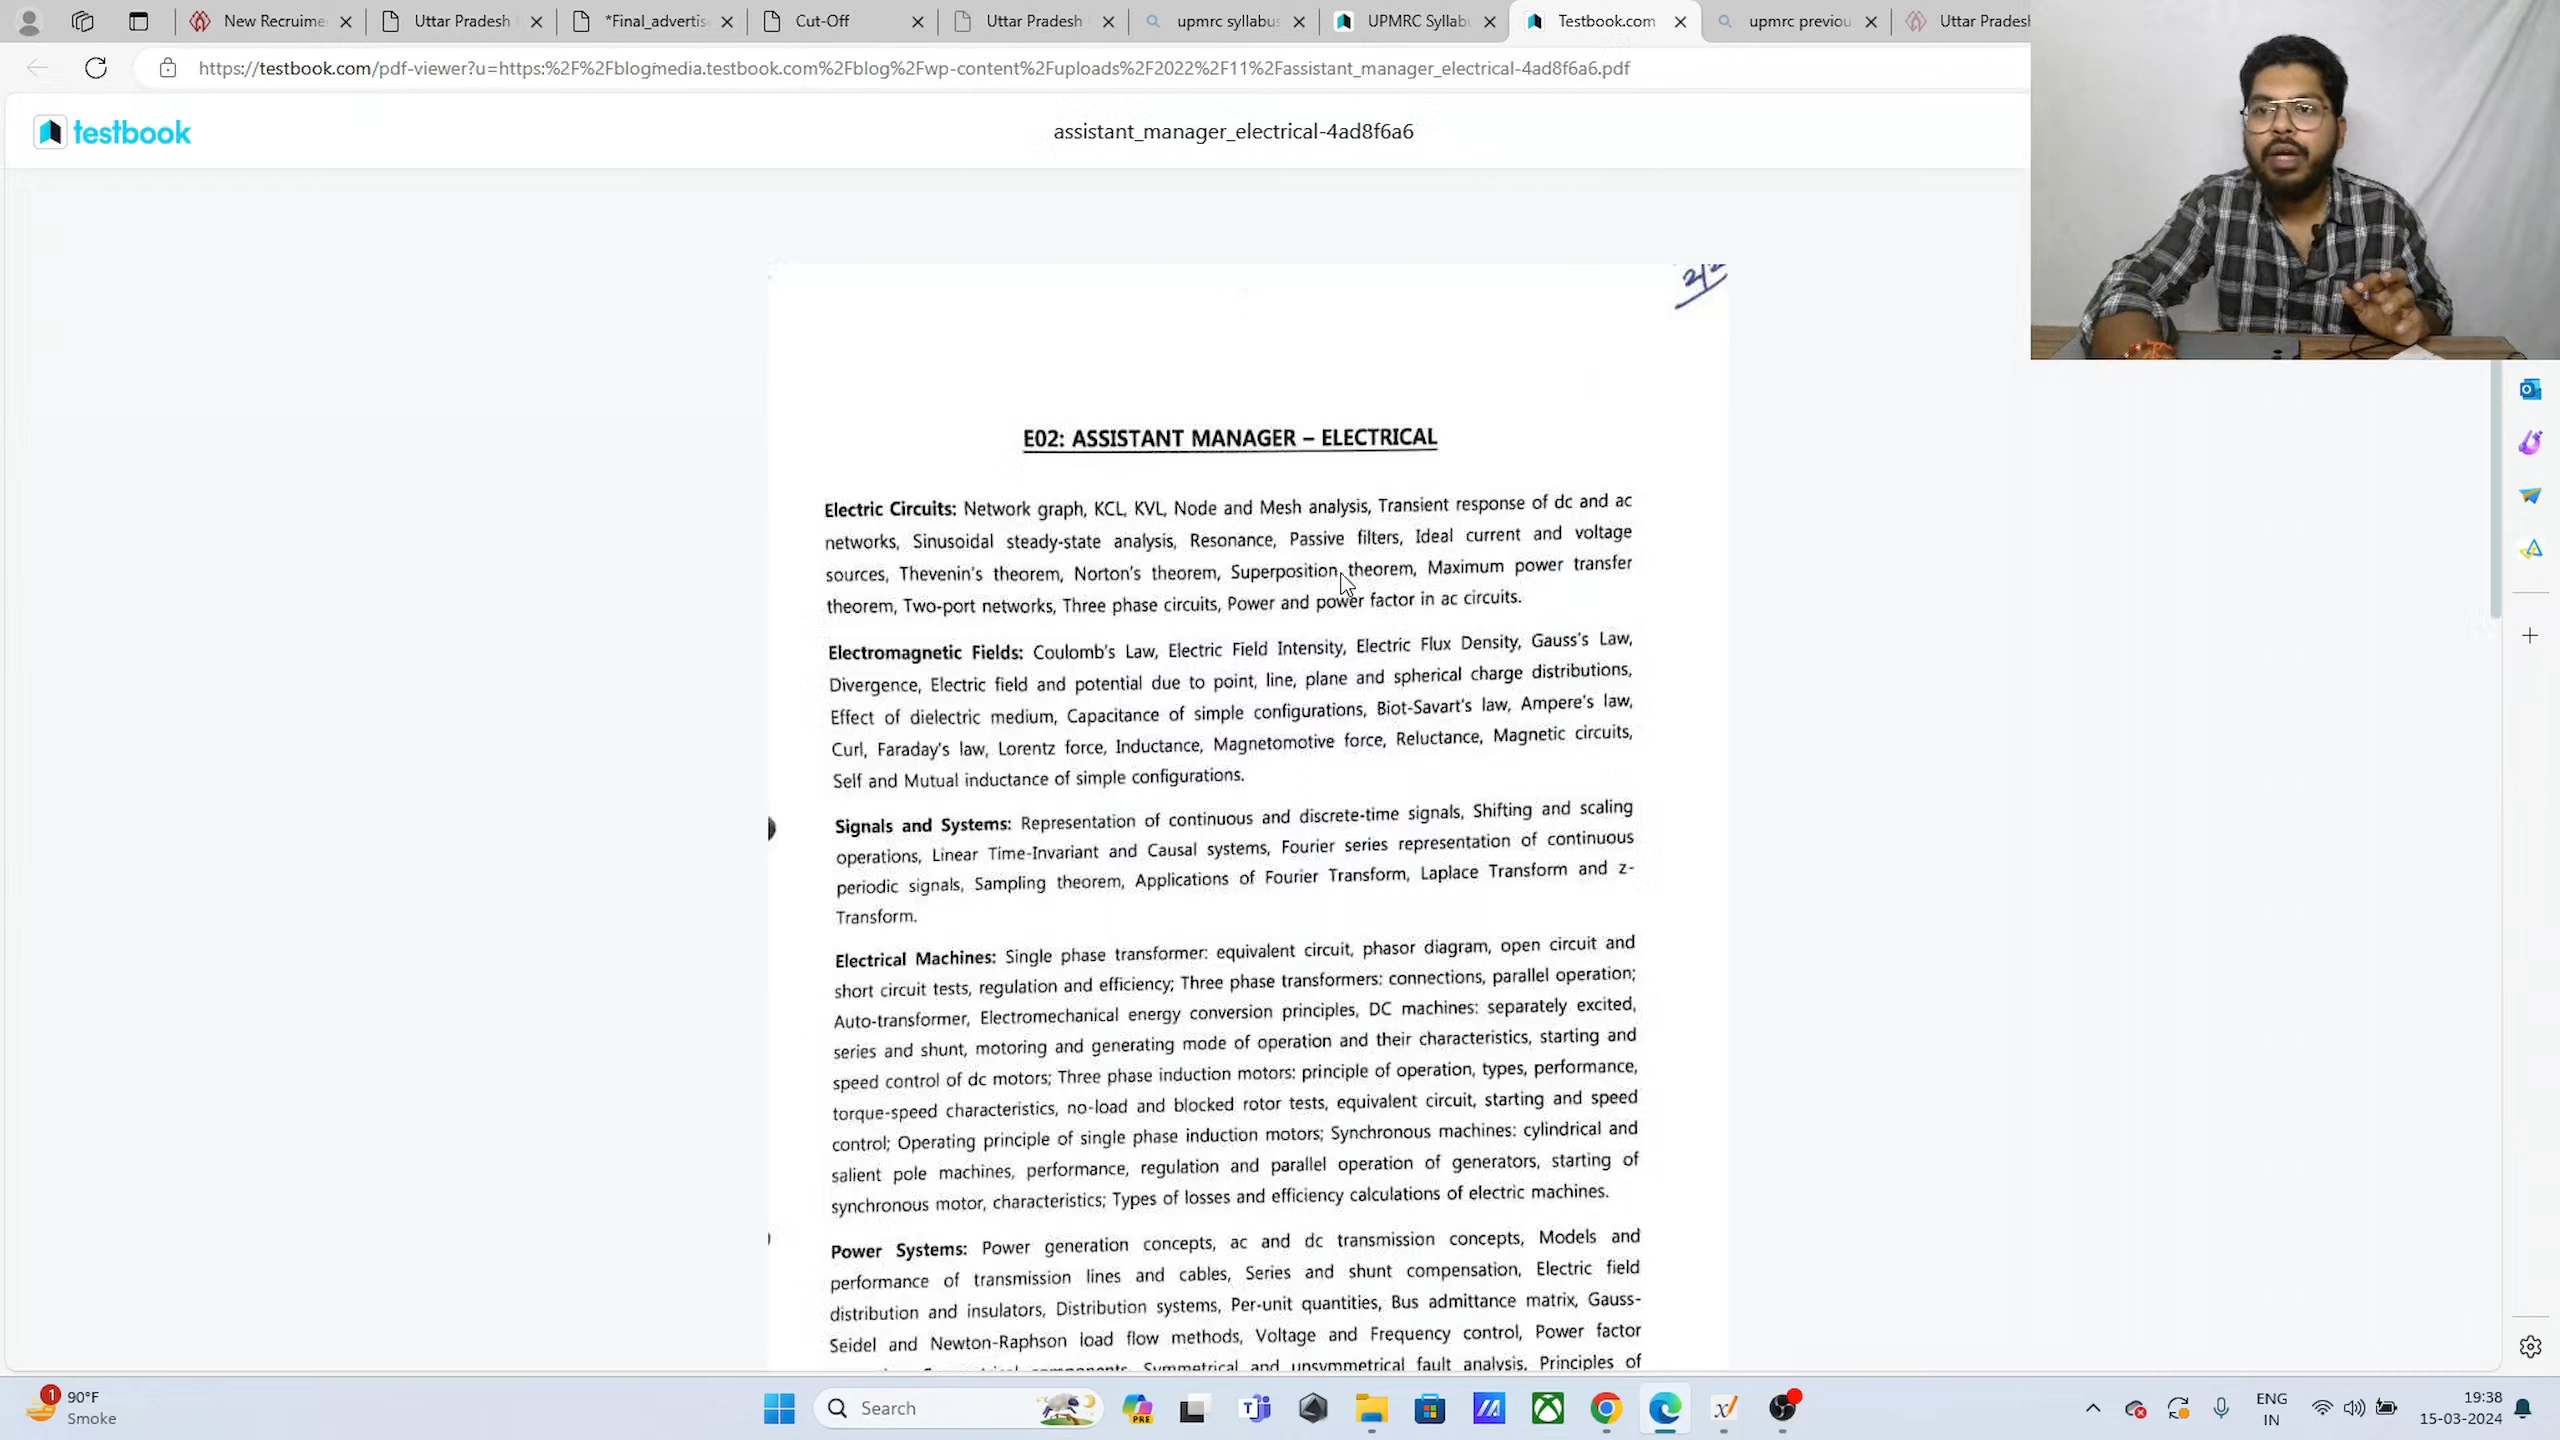 New Recruime
Uttar Pradesh
*Final_advertis
Cut-Off
Uttar Pradesh
upmrc syllabus
UPMRC Syllab
Testbook.com
upmrc previou
Uttar Pradesh
https://testbook.com/pdf-viewer?u=https:%2F%2Fblogmedia.testbook.com%2Fblog%2Fwp-content%2Fuploads%2F2022%2F11%2Fassistant_manager_electrical-4ad8f6a6.pdf
testbook
assistant_manager_electrical-4ad8f6a6
E02: ASSISTANT MANAGER – ELECTRICAL
Electric Circuits: Network graph, KCL, KVL, Node and Mesh analysis, Transient response of dc and ac
networks, Sinusoidal steady-state analysis, Resonance, Passive filters, Ideal current and voltage
sources, Thevenin's theorem, Norton's theorem, Superposition theorem, Maximum power transfer
theorem, Two-port networks, Three phase circuits, Power and power factor in ac circuits.
Electromagnetic Fields: Coulomb's Law, Electric Field Intensity, Electric Flux Density, Gauss's Law,
Divergence, Electric field and potential due to point, line, plane and spherical charge distributions,
Effect of dielectric medium, Capacitance of simple configurations, Biot-Savart's law, Ampere's law,
Curl, Faraday's law, Lorentz force, Inductance, Magnetomotive force, Reluctance, Magnetic circuits,
Self and Mutual inductance of simple configurations.
Signals and Systems: Representation of continuous and discrete-time signals, Shifting and scaling
operations, Linear Time-Invariant and Causal systems, Fourier series representation of continuous
periodic signals, Sampling theorem, Applications of Fourier Transform, Laplace Transform and z-
Transform.
Electrical Machines: Single phase transformer: equivalent circuit, phasor diagram, open circuit and
short circuit tests, regulation and efficiency; Three phase transformers: connections, parallel operation;
Auto-transformer, Electromechanical energy conversion principles, DC machines: separately excited,
series and shunt, motoring and generating mode of operation and their characteristics, starting and
speed control of dc motors; Three phase induction motors: principle of operation, types, performance,
torque-speed characteristics, no-load and blocked rotor tests, equivalent circuit, starting and speed
control; Operating principle of single phase induction motors; Synchronous machines: cylindrical and
salient pole machines, performance, regulation and parallel operation of generators, starting of
synchronous motor, characteristics; Types of losses and efficiency calculations of electric machines.
Power Systems: Power generation concepts, ac and dc transmission concepts, Models and
performance of transmission lines and cables, Series and shunt compensation, Electric field
distribution and insulators, Distribution systems, Per-unit quantities, Bus admittance matrix, Gauss-
Seidel and Newton-Raphson load flow methods, Voltage and Frequency control, Power factor
components, Symmetrical and unsymmetrical fault analysis, Principles of
1
90°F
Smoke
Search
PRE
ENG
IN
19:38
15-03-2024